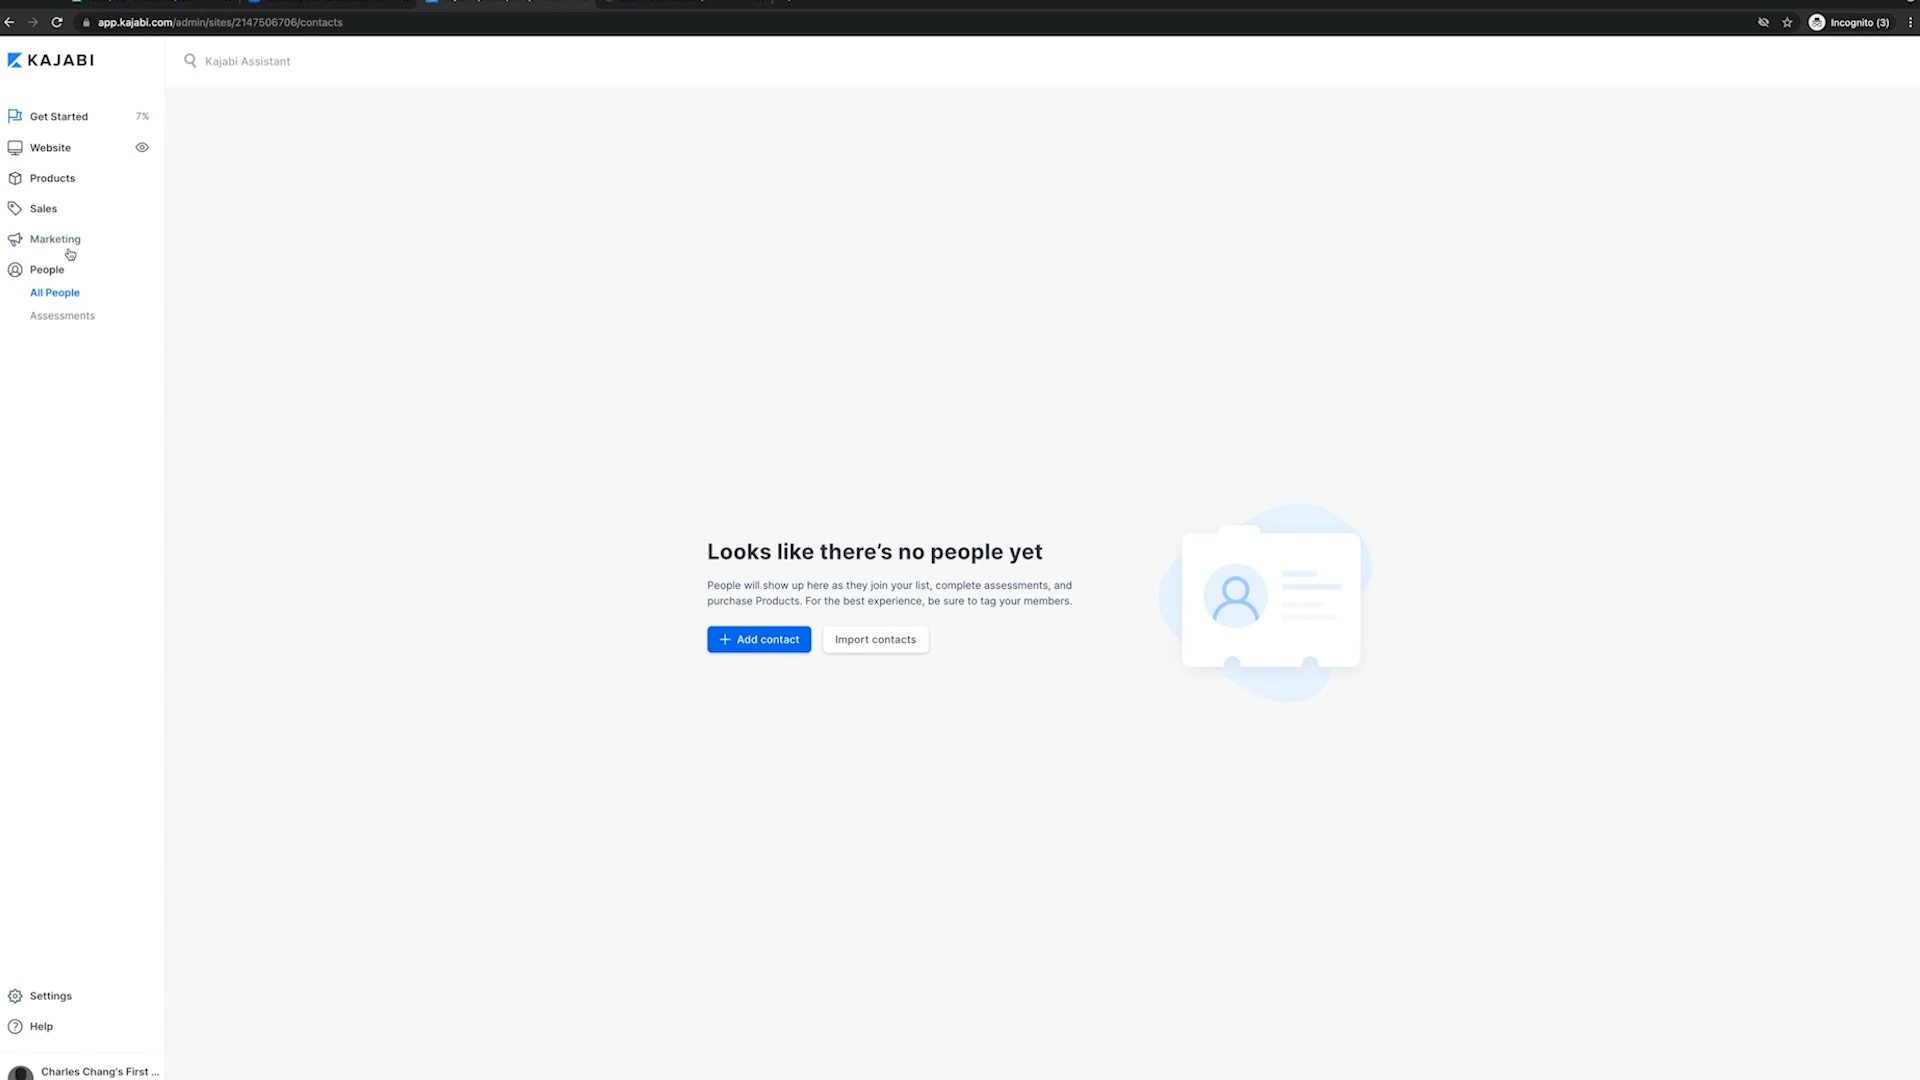 app.kajabi.com/admin/sites/2147506706/contacts
Incognito (3)
KAJABI
Kajabi Assistant
Get Started 7%
Website
Products
Sales
Marketing
People
All People
Assessments
Looks like there’s no people yet
People will show up here as they join your list, complete assessments, and
purchase Products. For the best experience, be sure to tag your members.
+ Add contact
Import contacts
Settings
Help
Charles Chang's First ...